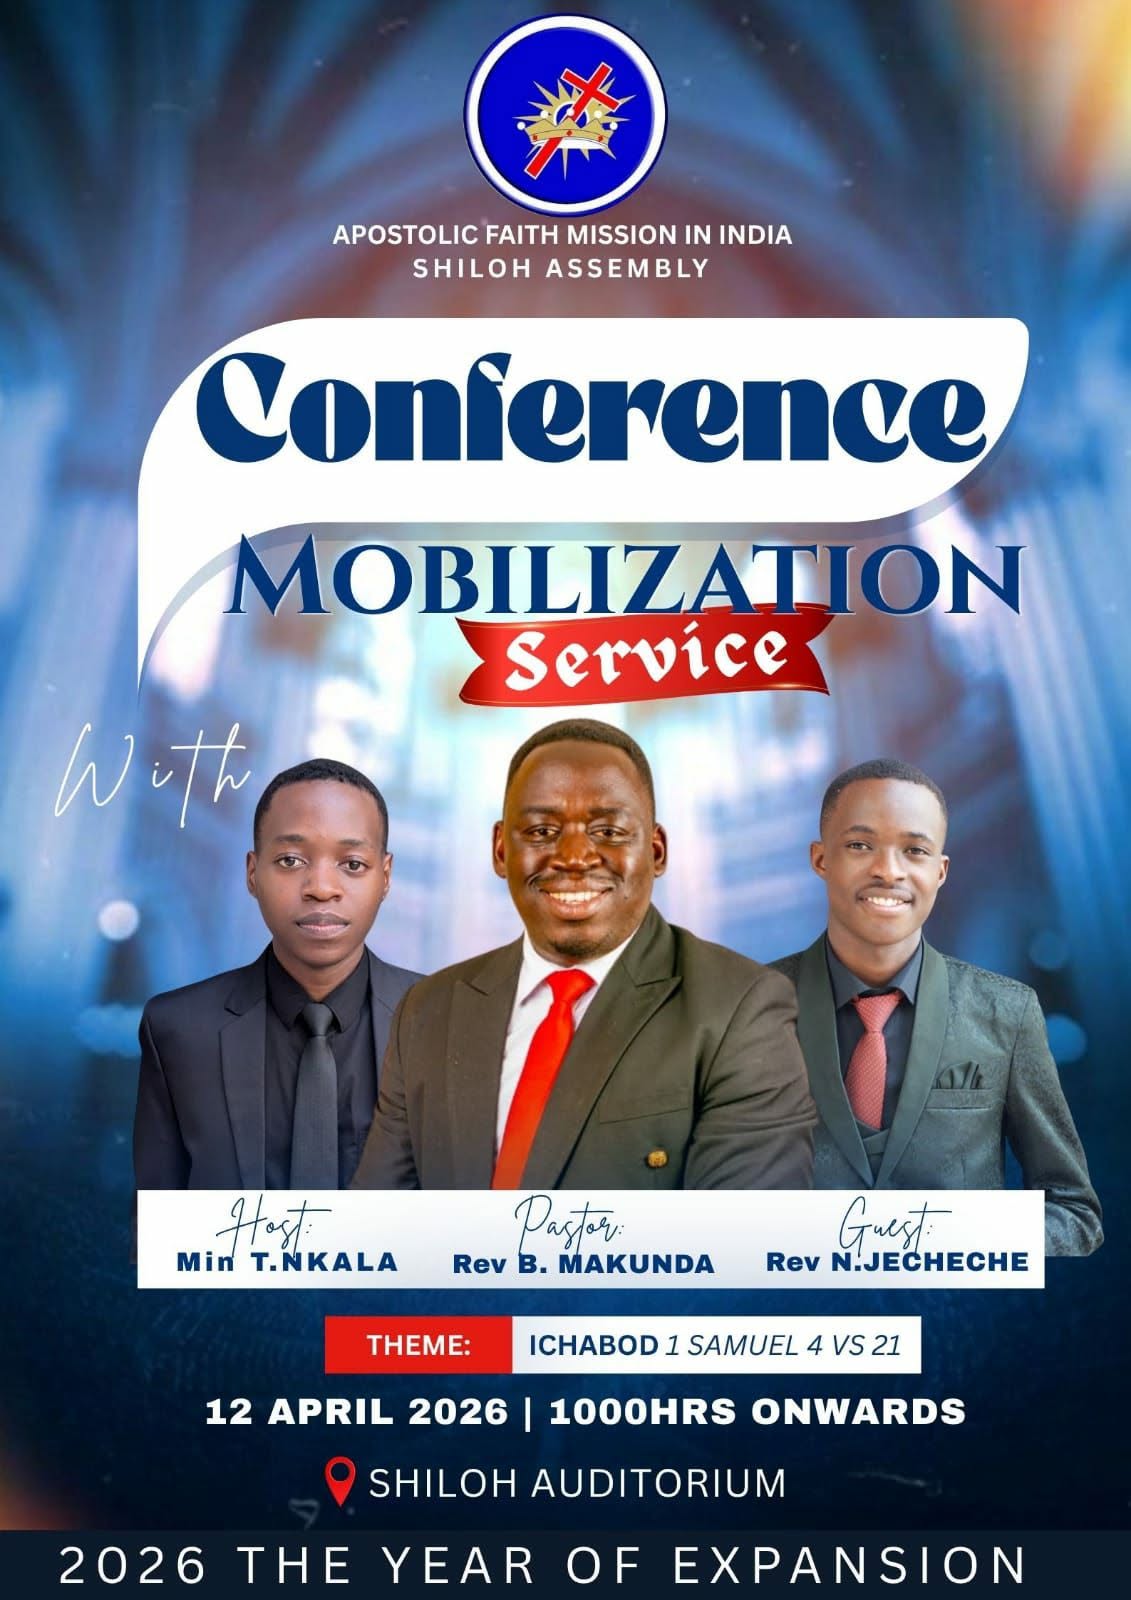 APOSTOLIC FAITH MISSION IN INDIA
SHILOH ASSEMBLY
Conference
MOBILIZATION
Service
With
Host:
Min T.NKALA
Pastor:
Rev B. MAKUNDA
Guest:
Rev N.JECHECHE
THEME: ICHABOD 1 SAMUEL 4 VS 21
12 APRIL 2026 | 1000HRS ONWARDS
SHILOH AUDITORIUM
2026 THE YEAR OF EXPANSION